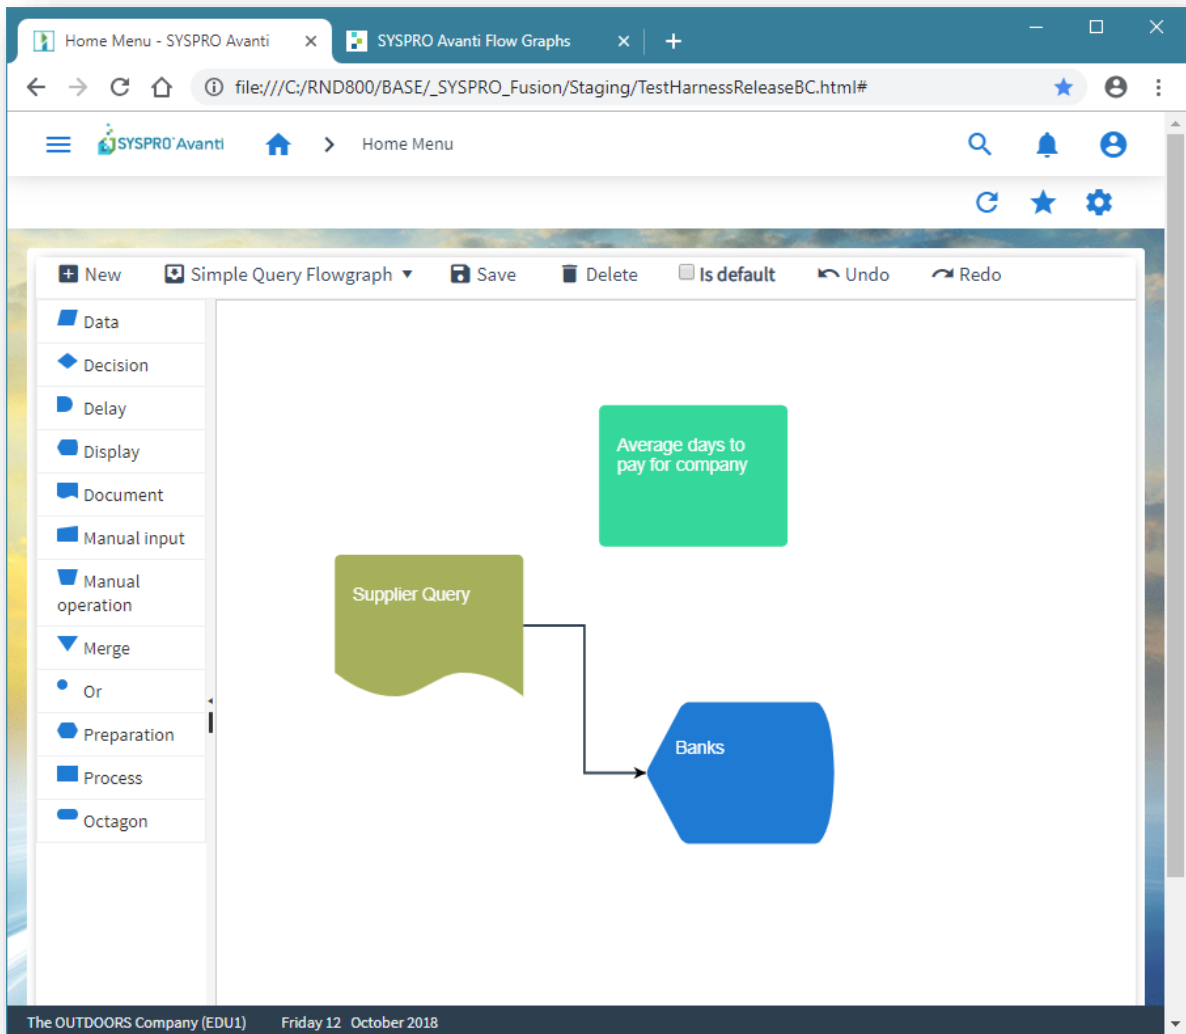 Home Menu - SYSPRO Avanti
SYSPRO Avanti Flow Graphs
file:///C:/RND800/BASE/_SYSPRO_Fusion/Staging/TestHarnessReleaseBC.html#
SYSPRO™ Avanti
Home Menu
New
Simple Query Flowgraph
Save
Delete
Is default
Undo
Redo
Data
Decision
Delay
Display
Document
Manual input
Manual
operation
Merge
Or
Preparation
Process
Octagon
Average days to
pay for company
Supplier Query
Banks
The OUTDOORS Company (EDU1) Friday 12 October 2018